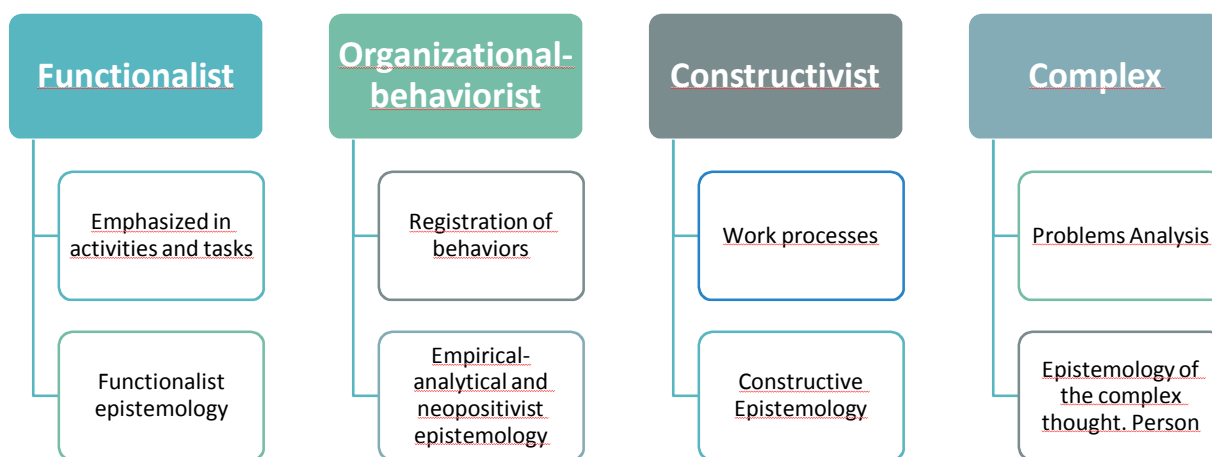 Functionalist
Emphasized in
activities and tasks
Functionalist
epistemology
Organizational-
behaviorist
Registration of
behaviors
Empirical-
analytical and
neopositivist
epistemology
Constructivist
Work processes
Constructive
Epistemology
Complex
Problems Analysis
Epistemology of
the complex
thought. Person